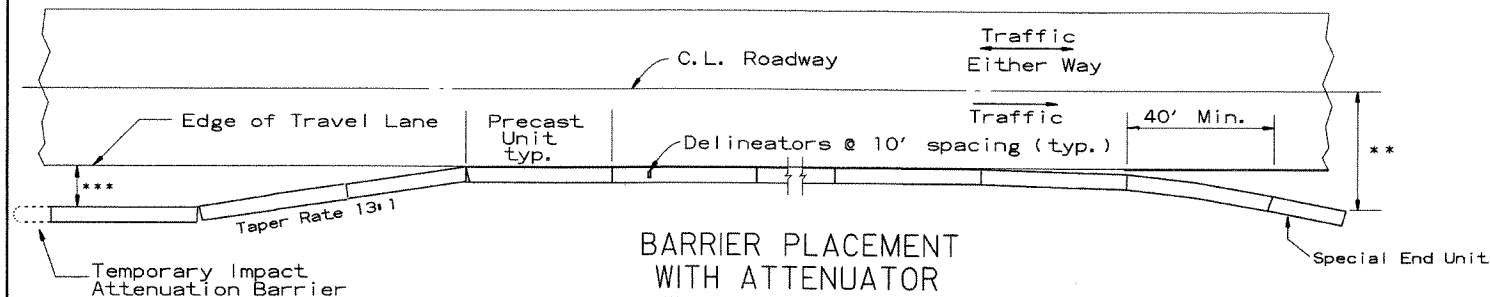 Traffic
Either Way
C.L. Roadway
Traffic
40' Min.
Edge of Travel Lane
Precast
Unit
typ.
Delineators @ 10' spacing (typ.)
**
***
Taper Rate 13:1
BARRIER PLACEMENT
WITH ATTENUATOR
Special End Unit
Temporary Impact
Attenuation Barrier